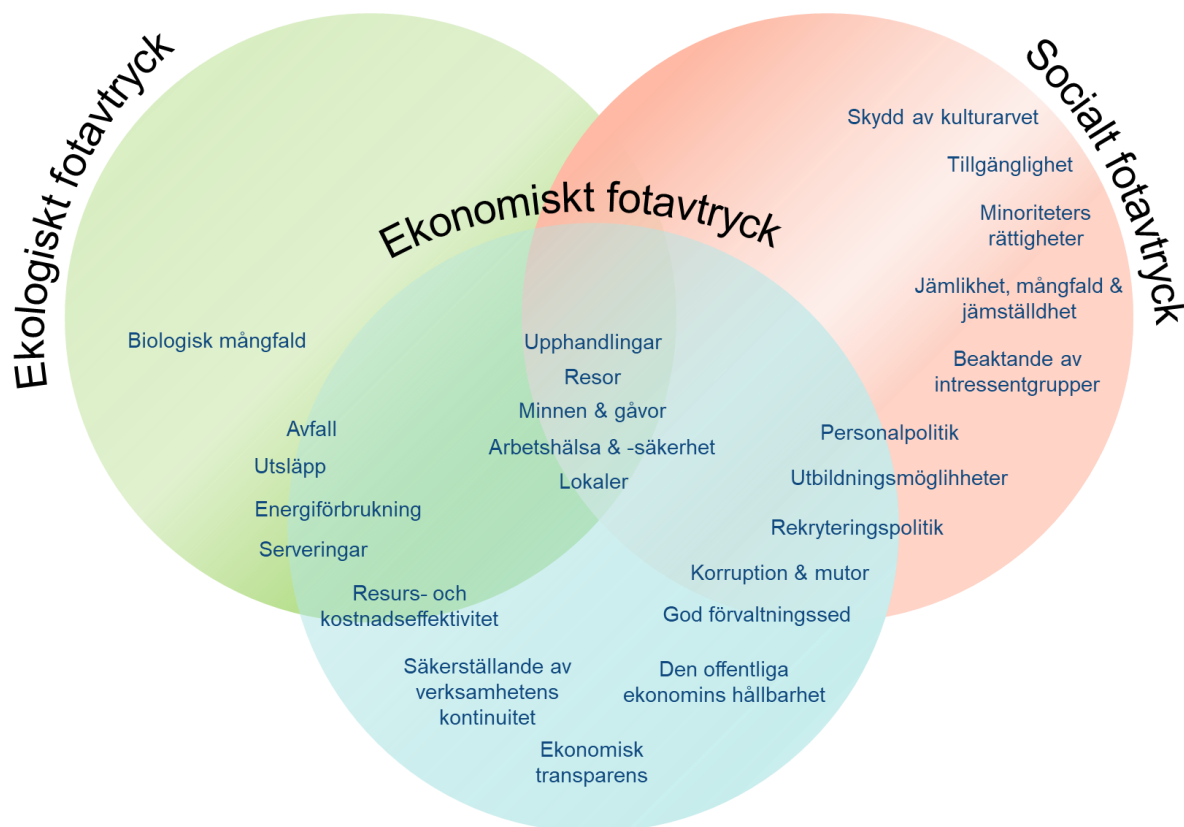 Ekologiskt fotavtryck
Socialt fotavtryck
Ekonomiskt fotavtryck
Skydd av kulturarvet
Tillgänglighet
Minoriteters
rättigheter
Jämlikhet, mångfald &
jämställdhet
Beaktande av
intressentgrupper
Biologisk mångfald
Upphandlingar
Resor
Minnen & gåvor
Arbetshälsa & -säkerhet
Lokaler
Avfall
Utsläpp
Energiförbrukning
Serveringar
Resurs- och
kostnadseffektivitet
Personalpolitik
Utbildningsmöglihheter
Rekryteringspolitik
Korruption & mutor
God förvaltningssed
Säkerställande av
verksamhetens
kontinuitet
Den offentliga
ekonomins hållbarhet
Ekonomisk
transparens